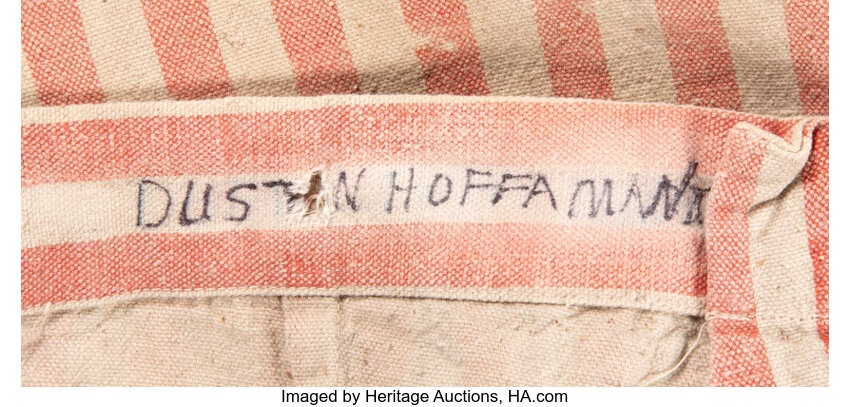 DUSTIN HOFFAMAN
Imaged by Heritage Auctions, HA.com